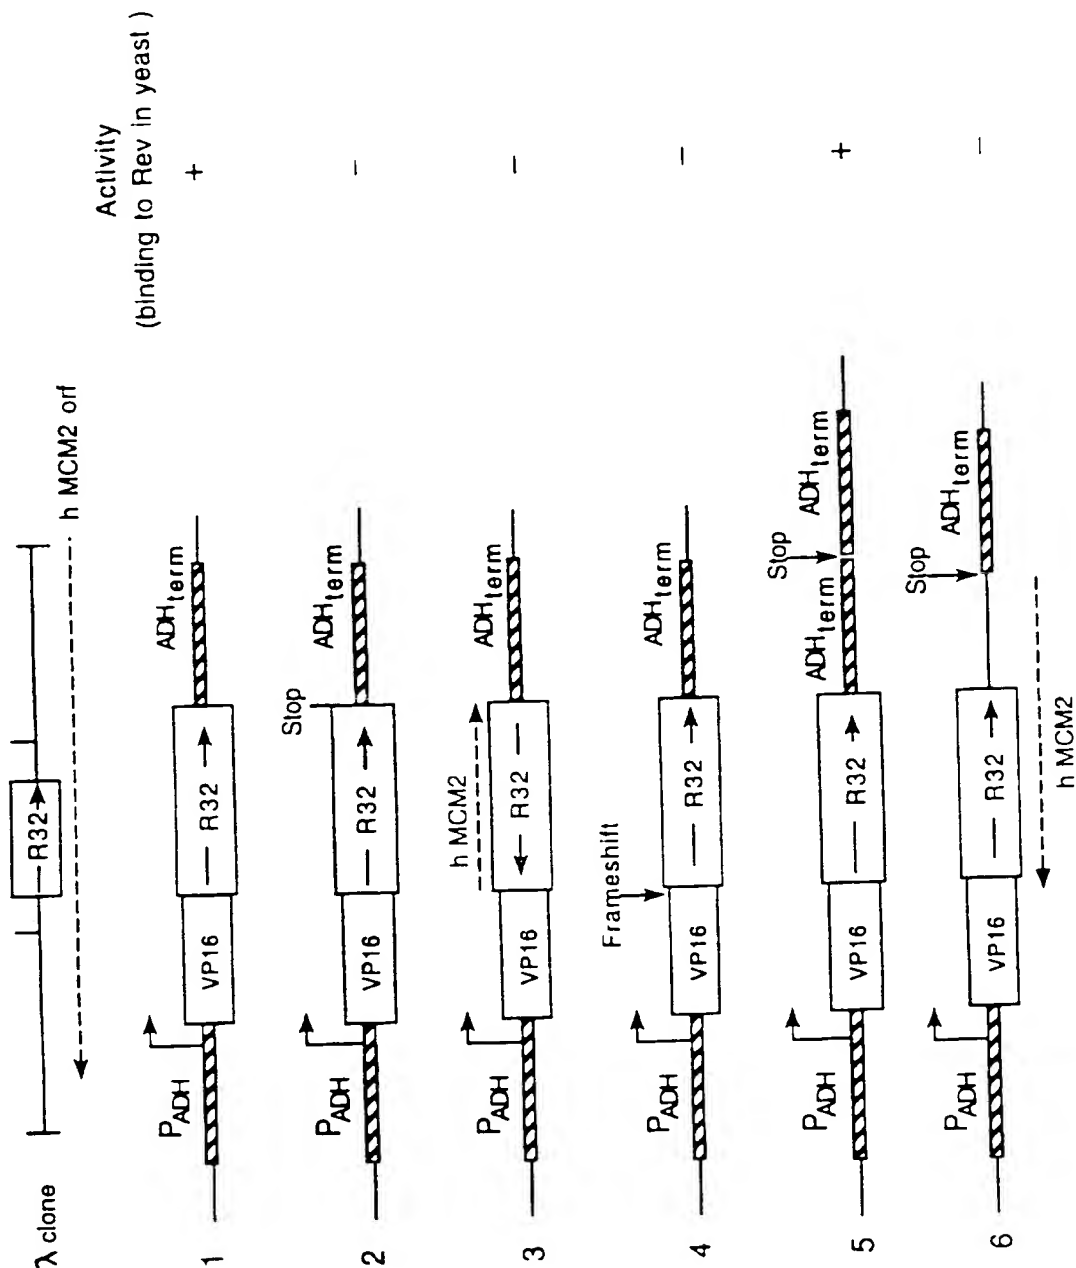 λ clone
R32
h MCM2 orf
Activity
(binding to Rev in yeast )
1
PADH
VP16
R32
ADHterm
+
2
PADH
VP16
R32
Stop
ADHterm
−
3
PADH
VP16
h MCM2
R32
ADHterm
−
4
PADH
Frameshift
VP16
R32
ADHterm
−
5
PADH
VP16
R32
ADHterm
Stop
ADHterm
+
6
PADH
VP16
R32
Stop
ADHterm
−
h MCM2